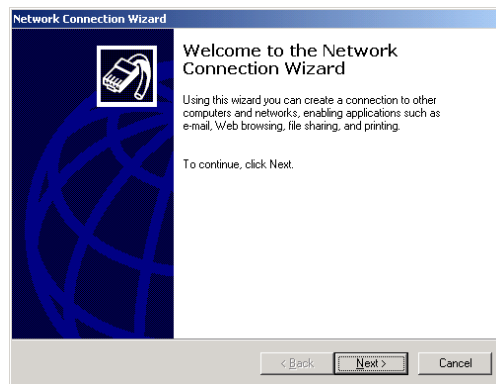 Network Connection Wizard
Welcome to the Network
Connection Wizard
Using this wizard you can create a connection to other
computers and networks, enabling applications such as
e-mail, Web browsing, file sharing, and printing.
To continue, click Next.
< Back
Next >
Cancel